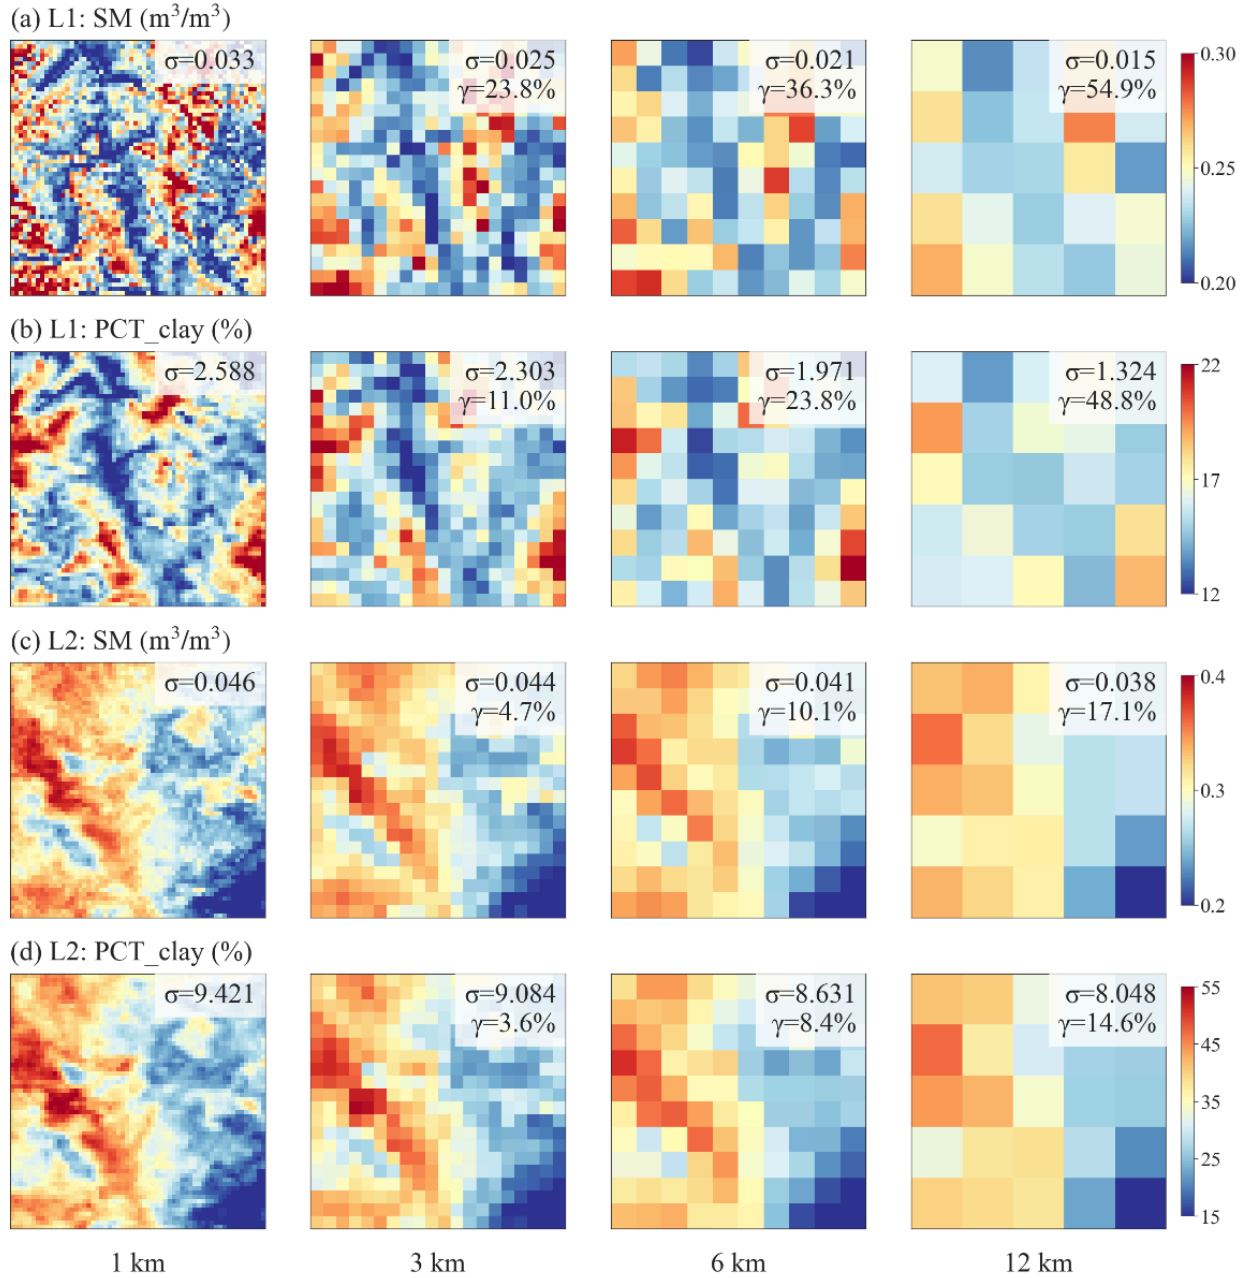 (a) L1: SM (m³/m³)
σ=0.033
σ=0.025
γ=23.8%
σ=0.021
γ=36.3%
σ=0.015
γ=54.9%
0.30
0.25
0.20
(b) L1: PCT_clay (%)
σ=2.588
σ=2.303
γ=11.0%
σ=1.971
γ=23.8%
σ=1.324
γ=48.8%
22
17
12
(c) L2: SM (m³/m³)
σ=0.046
σ=0.044
γ=4.7%
σ=0.041
γ=10.1%
σ=0.038
γ=17.1%
0.4
0.3
0.2
(d) L2: PCT_clay (%)
σ=9.421
σ=9.084
γ=3.6%
σ=8.631
γ=8.4%
σ=8.048
γ=14.6%
55
45
35
25
15
1 km
3 km
6 km
12 km